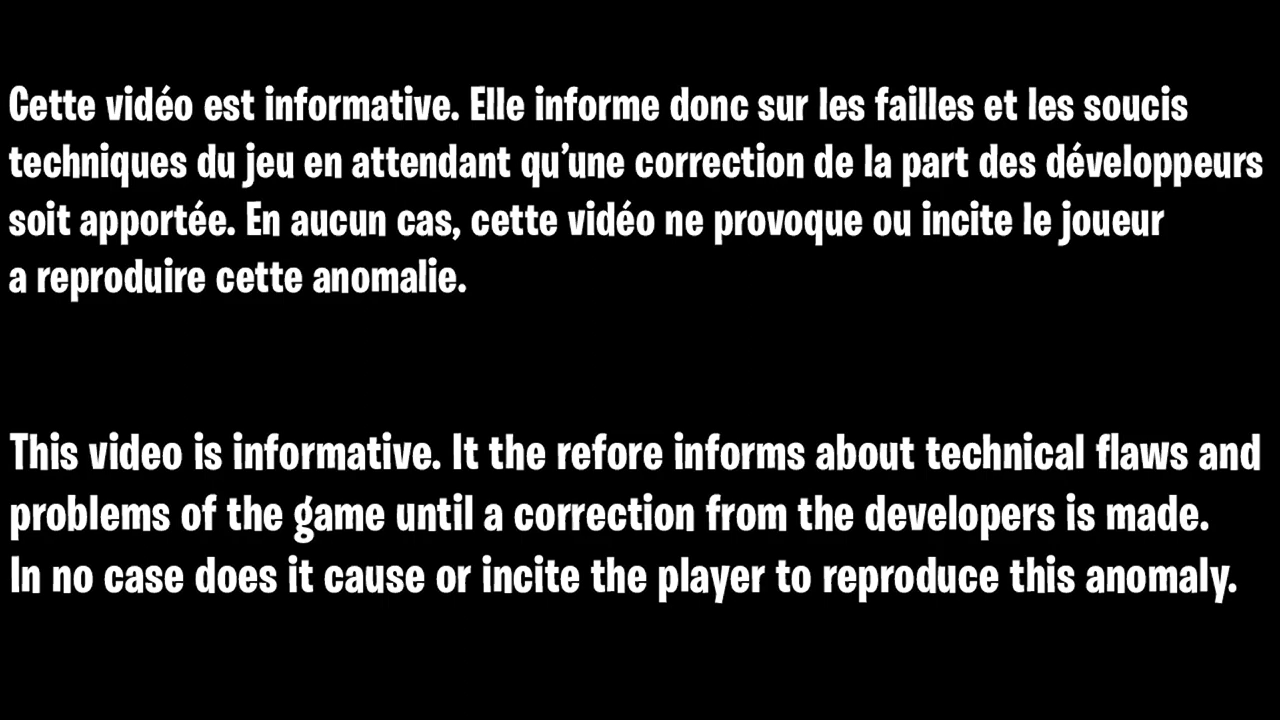 Cette vidéo est informative. Elle informe donc sur les failles et les soucis
techniques du jeu en attendant qu’une correction de la part des développeurs
soit apportée. En aucun cas, cette vidéo ne provoque ou incite le joueur
a reproduire cette anomalie.
This video is informative. It the refore informs about technical flaws and
problems of the game until a correction from the developers is made.
In no case does it cause or incite the player to reproduce this anomaly.